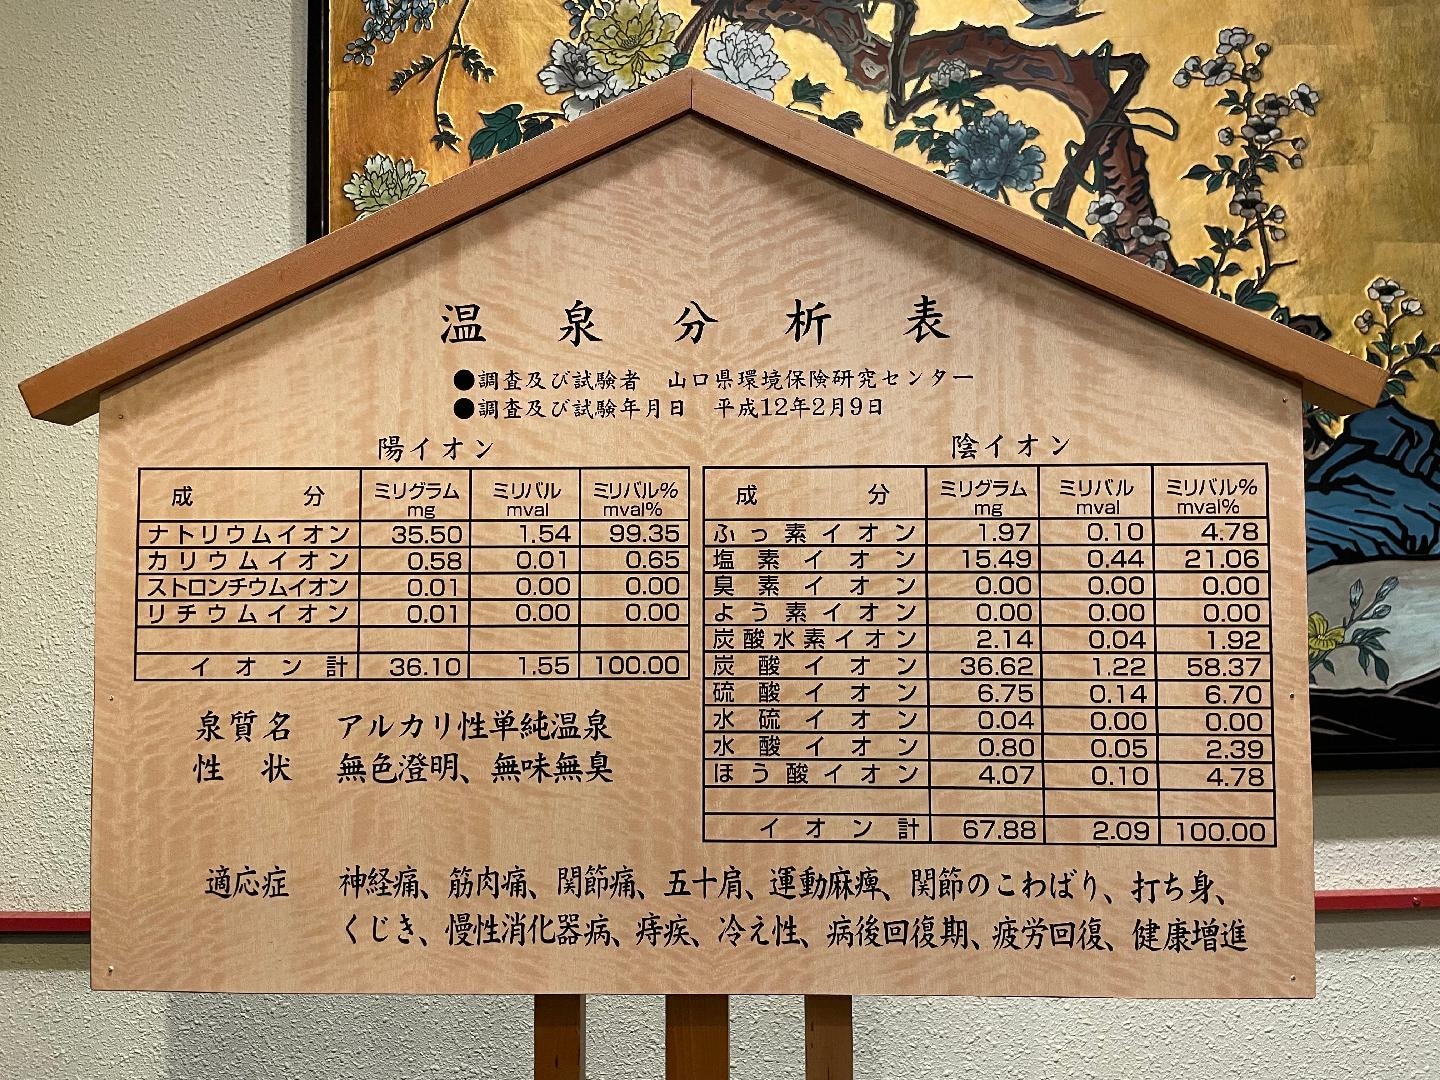 温泉分析表
●調査及び試験者 山口県環境保険研究センター
●調査及び試験年月日 平成12年2月9日
陽イオン
成分 ミリグラム mg ミリバル mval ミリバル% mval%
ナトリウムイオン 35.50 1.54 99.35
カリウムイオン 0.58 0.01 0.65
ストロンチウムイオン 0.01 0.00 0.00
リチウムイオン 0.01 0.00 0.00
イオン計 36.10 1.55 100.00
泉質名 アルカリ性単純温泉
性状 無色澄明、無味無臭
陰イオン
成分 ミリグラム mg ミリバル mval ミリバル% mval%
ふっ素イオン 1.97 0.10 4.78
塩素イオン 15.49 0.44 21.06
臭素イオン 0.00 0.00 0.00
よう素イオン 0.00 0.00 0.00
炭酸水素イオン 2.14 0.04 1.92
炭酸イオン 36.62 1.22 58.37
硫酸イオン 6.75 0.14 6.70
水硫イオン 0.04 0.00 0.00
水酸イオン 0.80 0.05 2.39
ほう酸イオン 4.07 0.10 4.78
イオン計 67.88 2.09 100.00
適応症 神経痛、筋肉痛、関節痛、五十肩、運動麻痺、関節のこわばり、打ち身、
くじき、慢性消化器病、痔疾、冷え性、病後回復期、疲労回復、健康増進